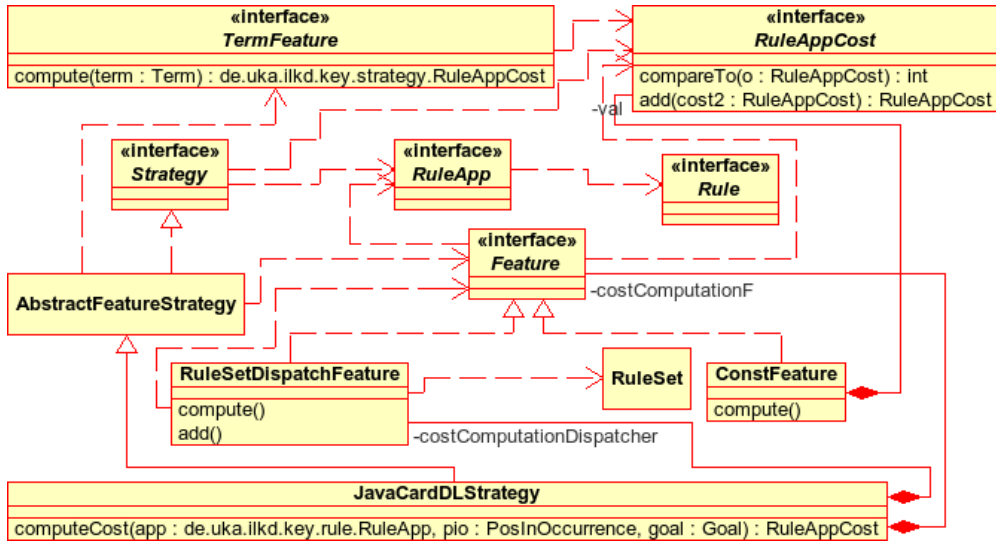 «interface»
TermFeature
compute(term : Term) : de.uka.ilkd.key.strategy.RuleAppCost
«interface»
RuleAppCost
compareTo(o : RuleAppCost) : int
add(cost2 : RuleAppCost) : RuleAppCost
-val
«interface»
Strategy
«interface»
RuleApp
«interface»
Rule
«interface»
Feature
-costComputationF
AbstractFeatureStrategy
RuleSetDispatchFeature
compute()
add()
RuleSet
ConstFeature
compute()
-costComputationDispatcher
JavaCardDLStrategy
computeCost(app : de.uka.ilkd.key.rule.RuleApp, pio : PosInOccurrence, goal : Goal) : RuleAppCost